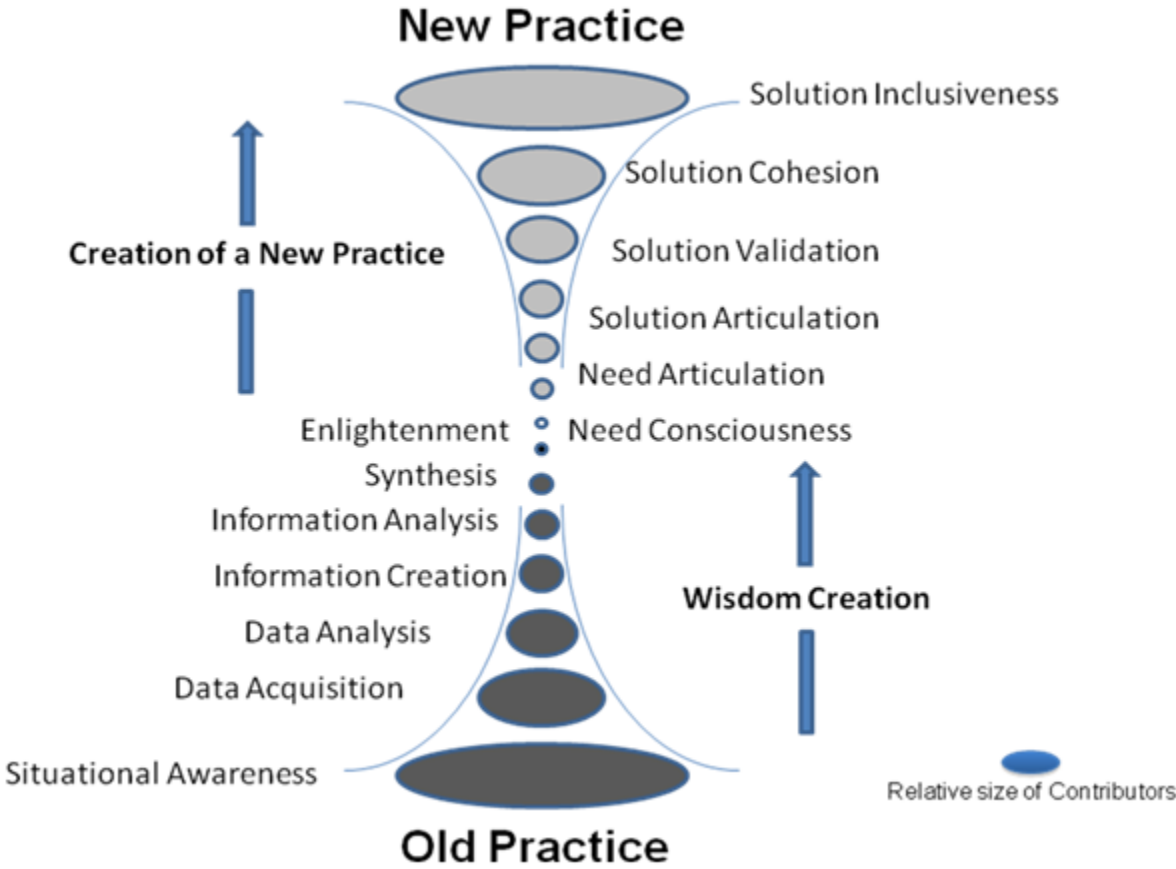 New Practice
Solution Inclusiveness
Solution Cohesion
Creation of a New Practice
Solution Validation
Solution Articulation
Need Articulation
Enlightenment
Need Consciousness
Synthesis
Information Analysis
Information Creation
Wisdom Creation
Data Analysis
Data Acquisition
Situational Awareness
Relative size of Contributors
Old Practice